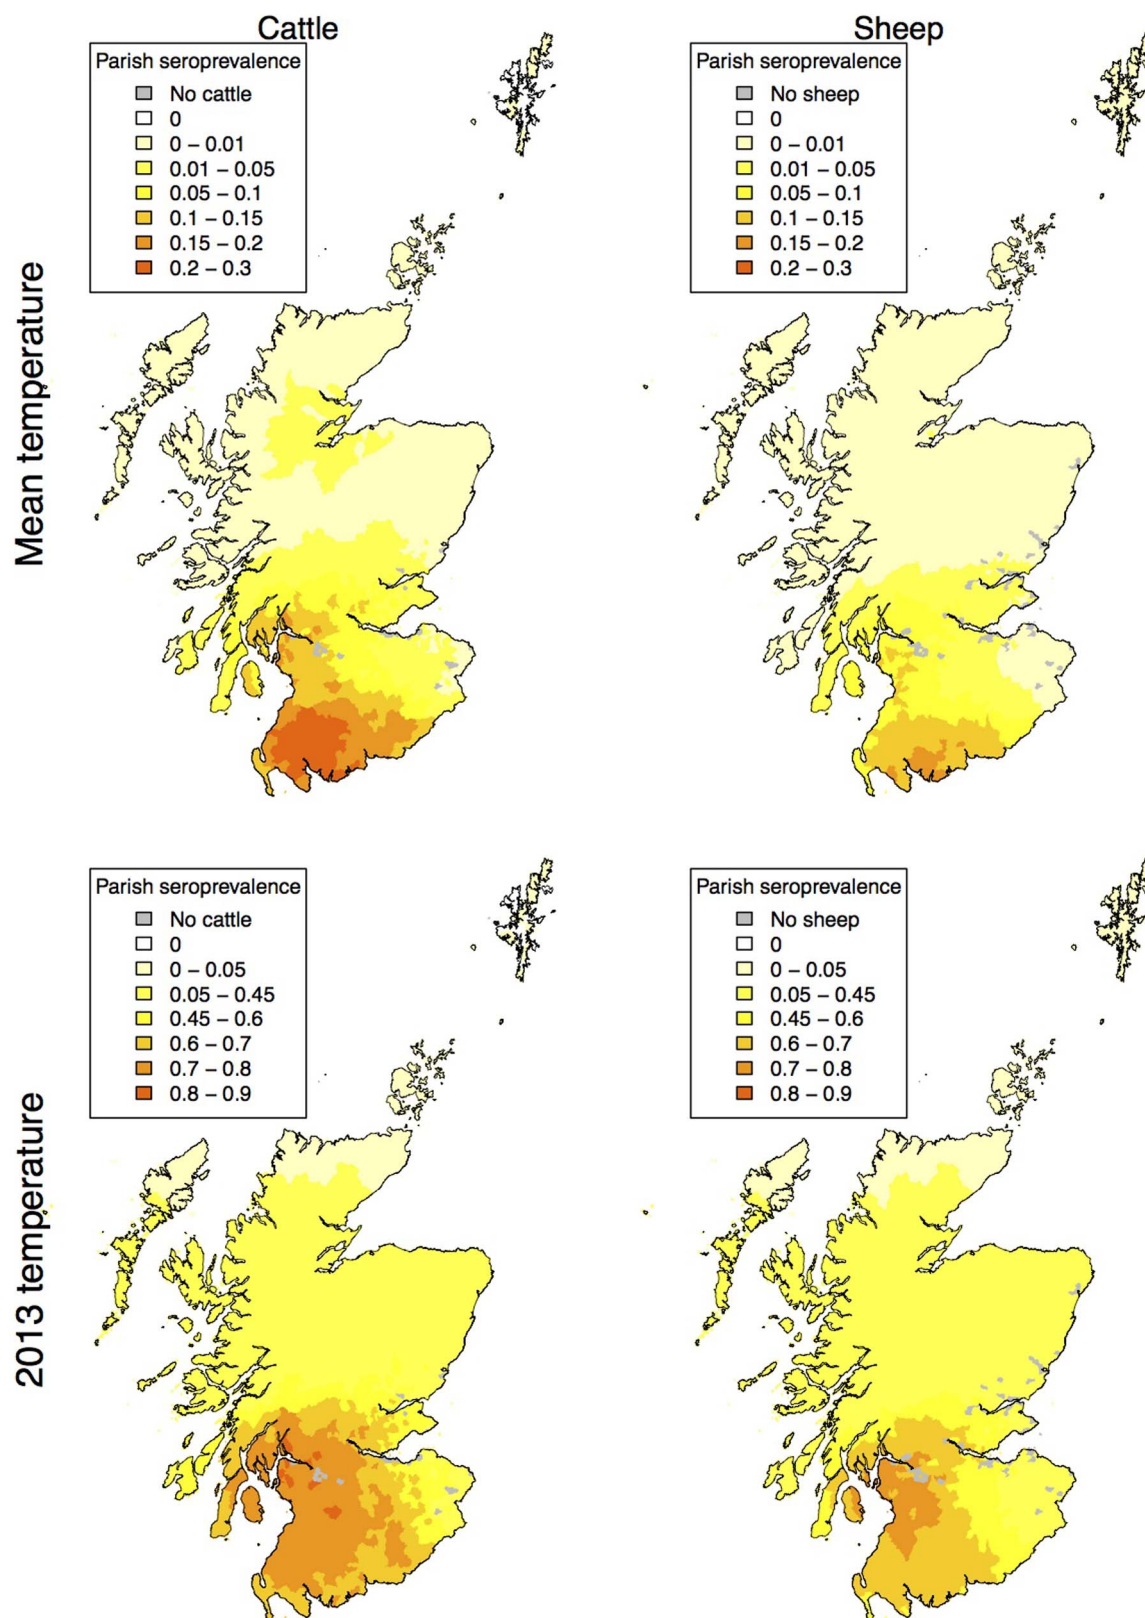 Cattle
Sheep
Mean temperature
Parish seroprevalence
No cattle
0
0 – 0.01
0.01 – 0.05
0.05 – 0.1
0.1 – 0.15
0.15 – 0.2
0.2 – 0.3
Parish seroprevalence
No sheep
0
0 – 0.01
0.01 – 0.05
0.05 – 0.1
0.1 – 0.15
0.15 – 0.2
0.2 – 0.3
2013 temperature
Parish seroprevalence
No cattle
0
0 – 0.05
0.05 – 0.45
0.45 – 0.6
0.6 – 0.7
0.7 – 0.8
0.8 – 0.9
Parish seroprevalence
No sheep
0
0 – 0.05
0.05 – 0.45
0.45 – 0.6
0.6 – 0.7
0.7 – 0.8
0.8 – 0.9